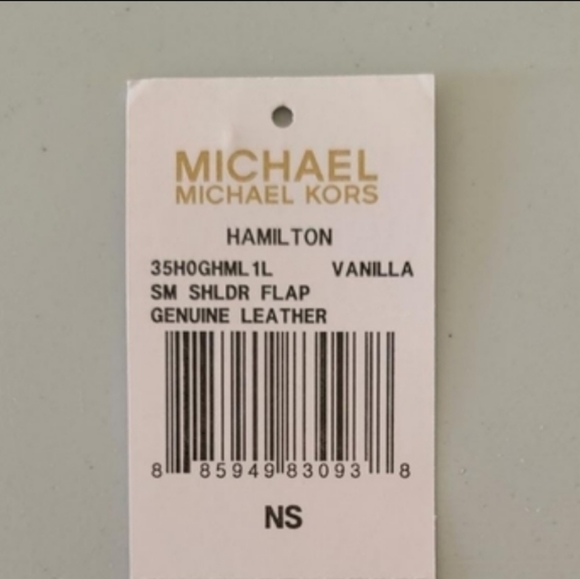 MICHAEL
MICHAEL KORS
HAMILTON
35H0GHML1L VANILLA
SM SHLDR FLAP
GENUINE LEATHER
8 85949 83093 8
NS